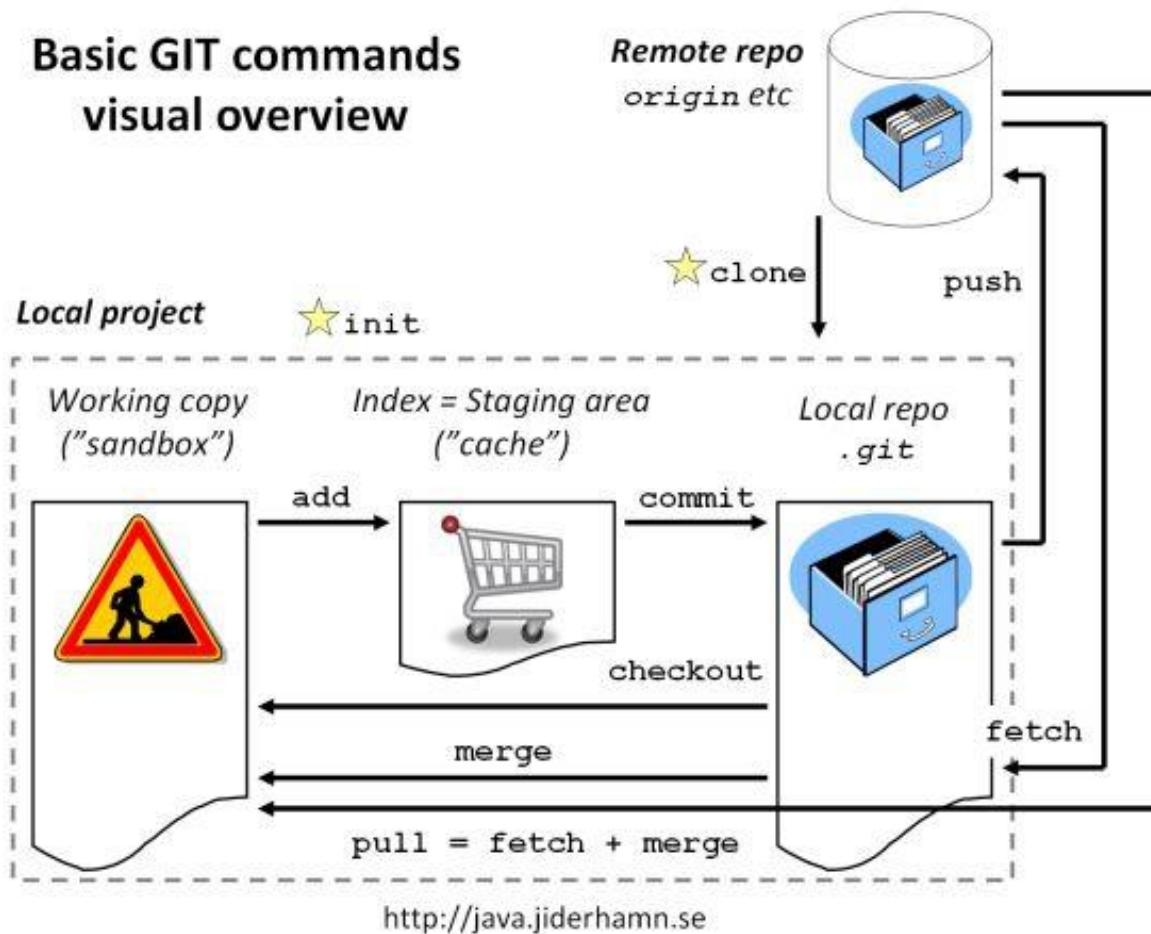 Basic GIT commands
visual overview
Remote repo
origin etc
clone
push
Local project
init
Working copy
(”sandbox”)
Index = Staging area
(”cache”)
Local repo
.git
add
commit
checkout
fetch
merge
pull = fetch + merge
http://java.jiderhamn.se